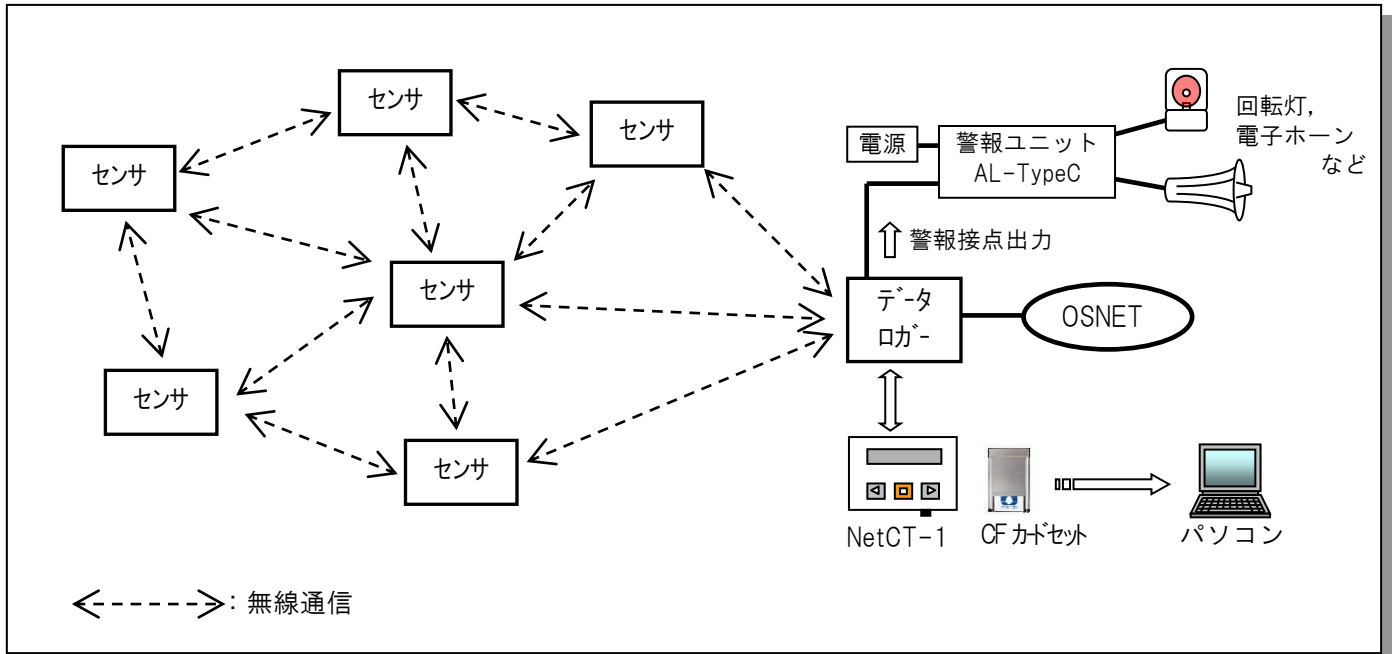 センサ
センサ
センサ
センサ
センサ
センサ
電源
警報ユニット
AL-TypeC
回転灯,
電子ホーン
など
警報接点出力
データ
ロガー
OSNET
NetCT-1
CFカードセット
パソコン
:無線通信